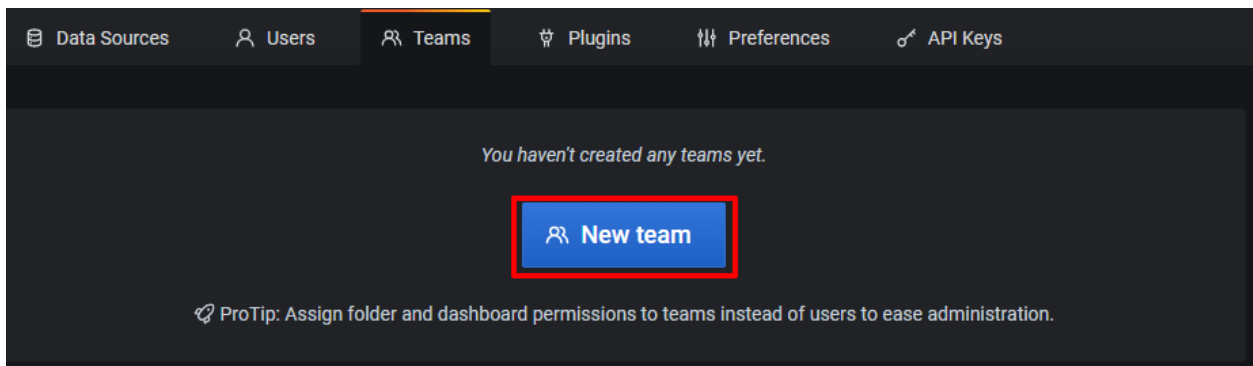 Data Sources Users Teams Plugins Preferences API Keys
You haven't created any teams yet.
New team
ProTip: Assign folder and dashboard permissions to teams instead of users to ease administration.